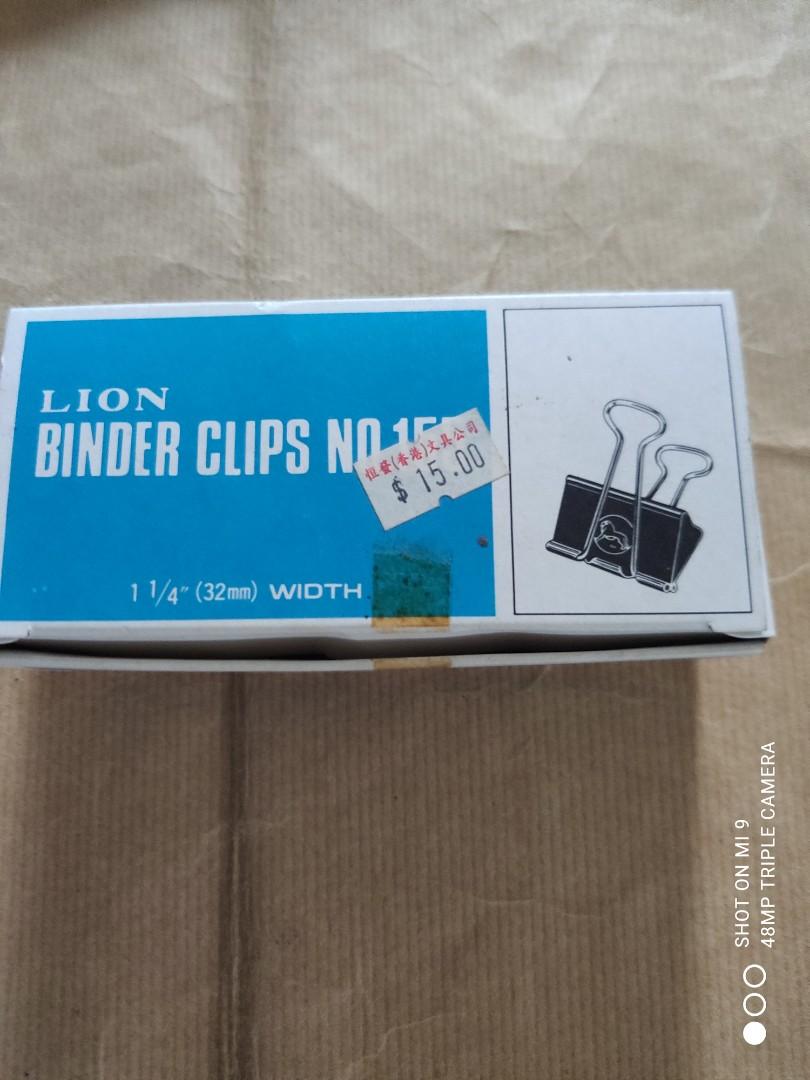 LION
BINDER CLIPS NO.
恒發(香港)文具公司
$ 15.00
1 1/4" (32mm) WIDTH
SHOT ON MI 9
48MP TRIPLE CAMERA